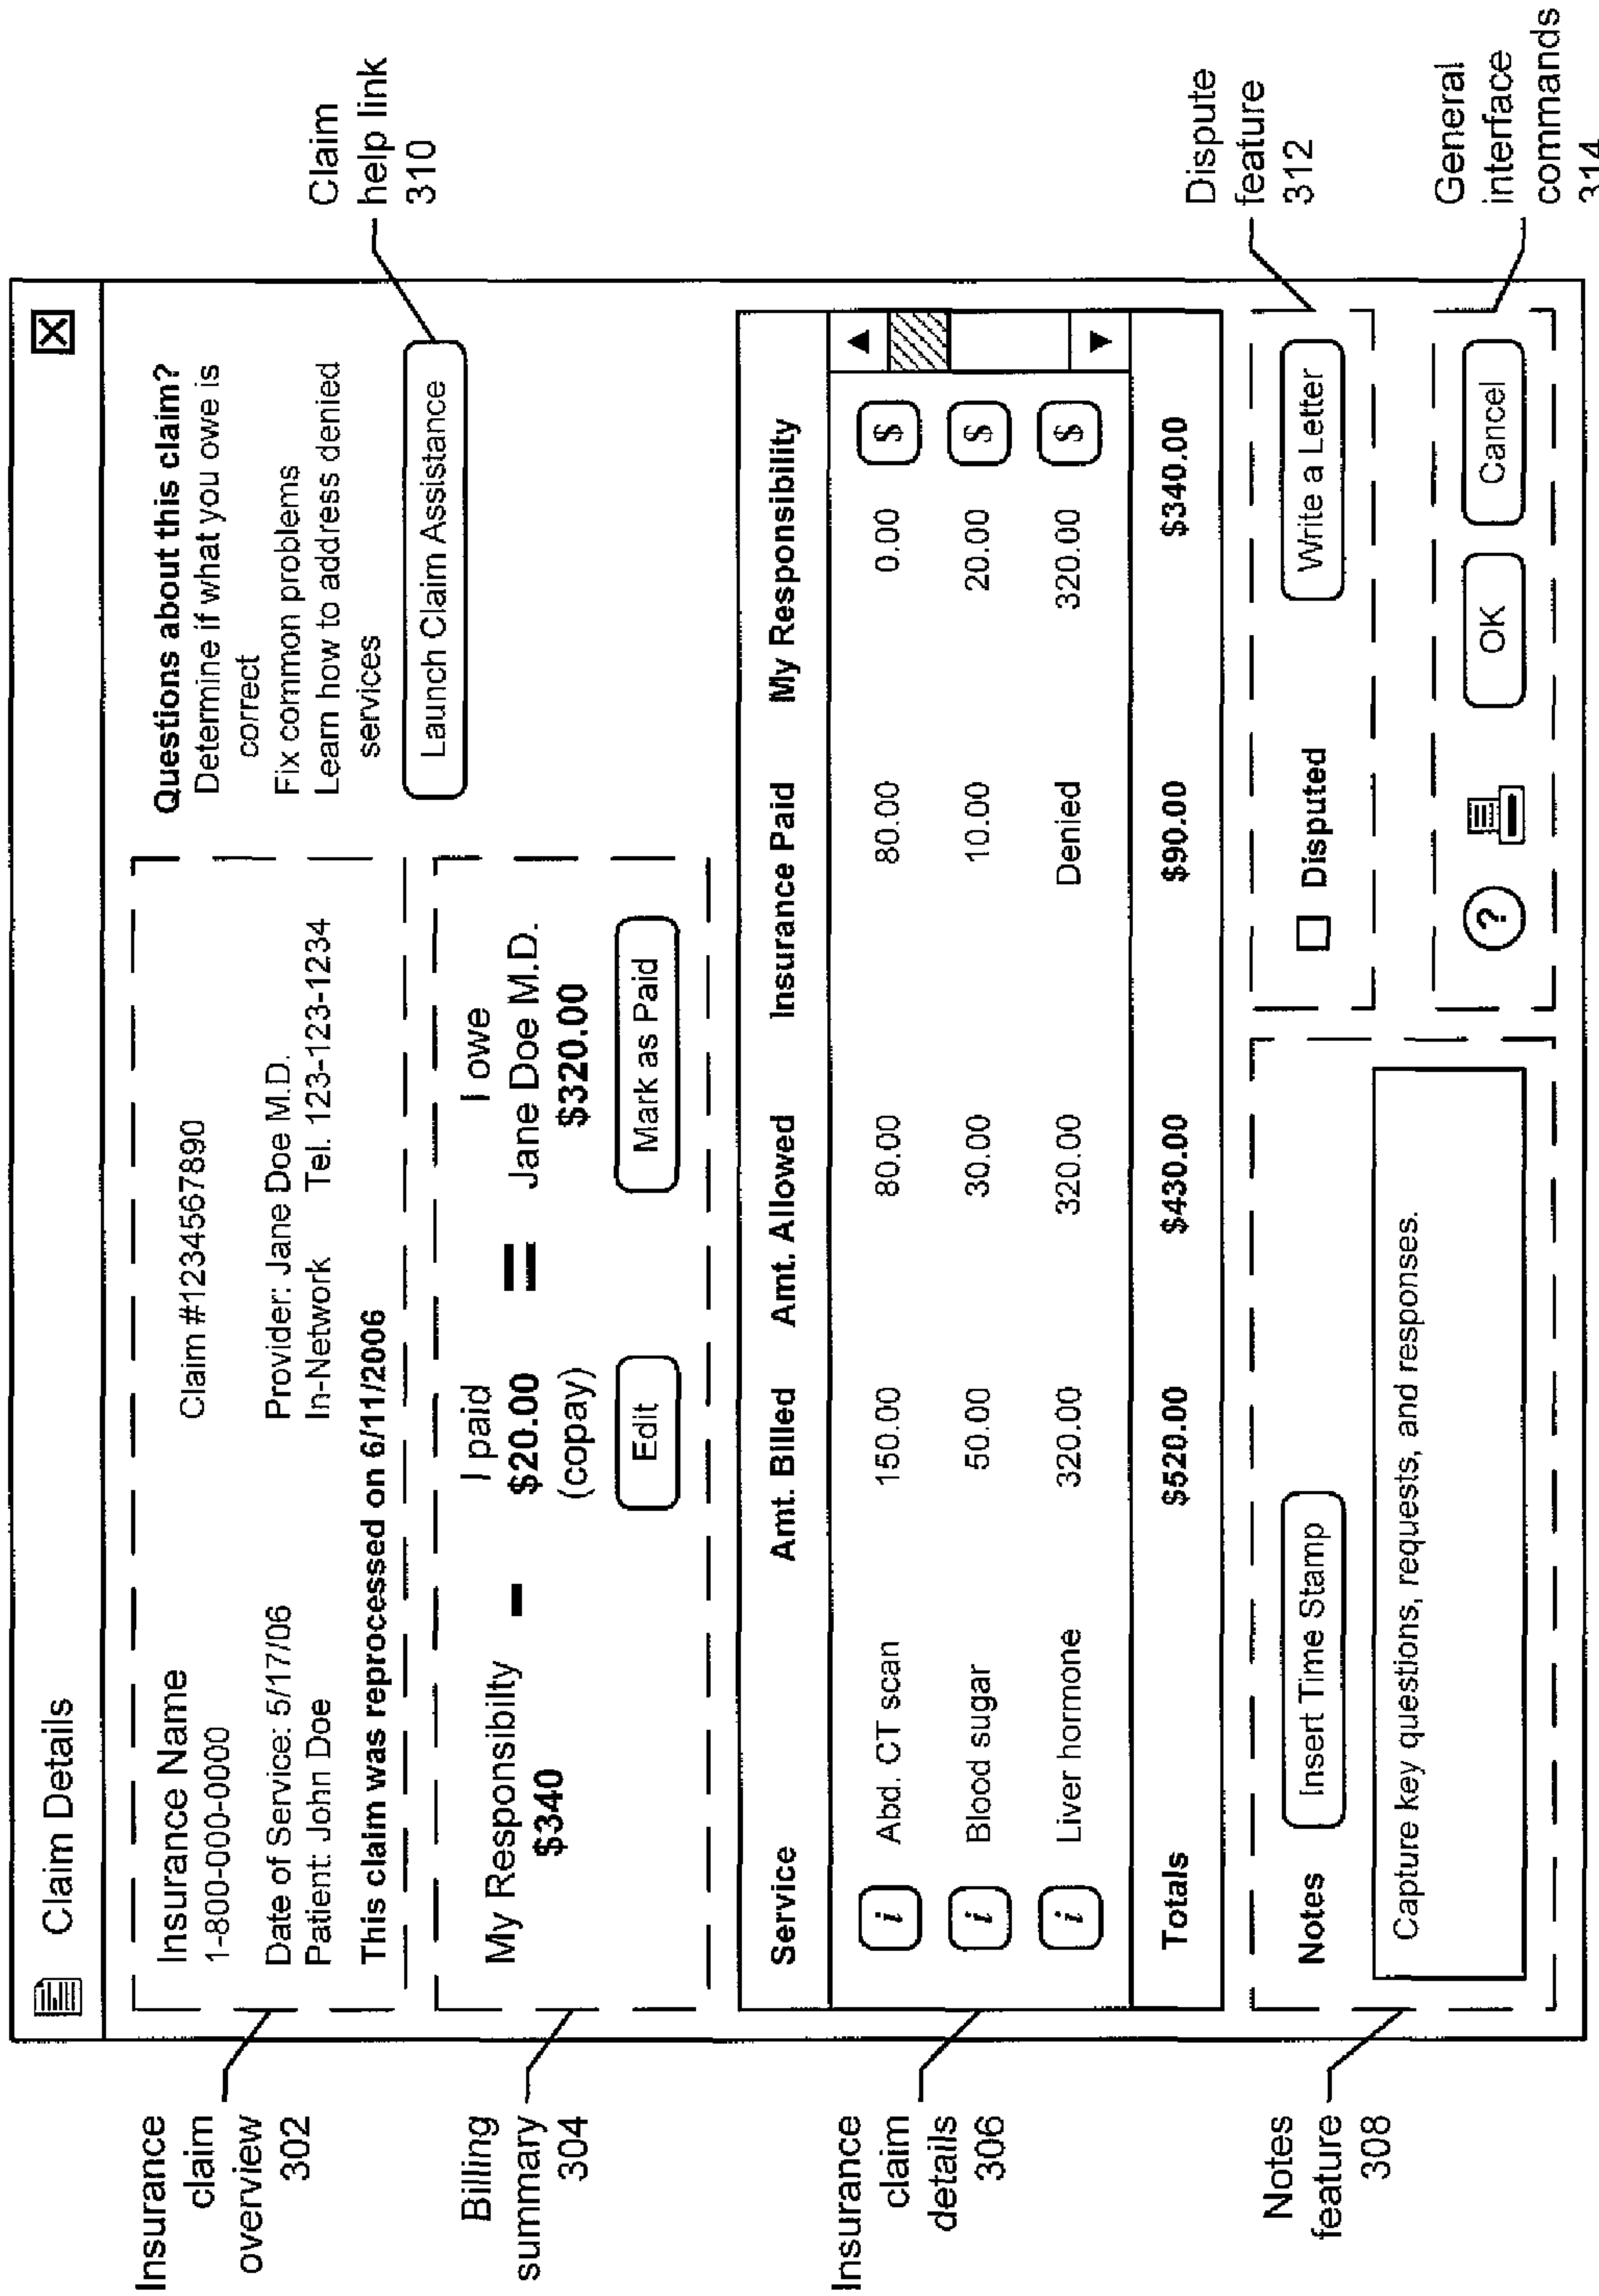 Claim Details
Insurance Name
1-800-000-0000
Claim #1234567890
Date of Service: 5/17/06
Patient: John Doe
Provider: Jane Doe M.D.
In-Network Tel. 123-123-1234
This claim was reprocessed on 6/11/2006
Questions about this claim?
Determine if what you owe is
correct
Fix common problems
Learn how to address denied
services
Launch Claim Assistance
Claim
help link
310
Insurance
claim
overview
302
My Responsibilty
$340
-
I paid
$20.00
(copay)
Edit
=
I owe
Jane Doe M.D.
$320.00
Mark as Paid
Billing
summary
304
Service Amt. Billed Amt. Allowed Insurance Paid My Responsibility
i Abd. CT scan 150.00 80.00 80.00 0.00 $
i Blood sugar 50.00 30.00 10.00 20.00 $
i Liver hormone 320.00 320.00 Denied 320.00 $
Totals $520.00 $430.00 $90.00 $340.00
Insurance
claim
details
306
Notes Insert Time Stamp
Capture key questions, requests, and responses.
Notes
feature
308
Disputed Write a Letter
Dispute
feature
312
? OK Cancel
General
interface
commands
314